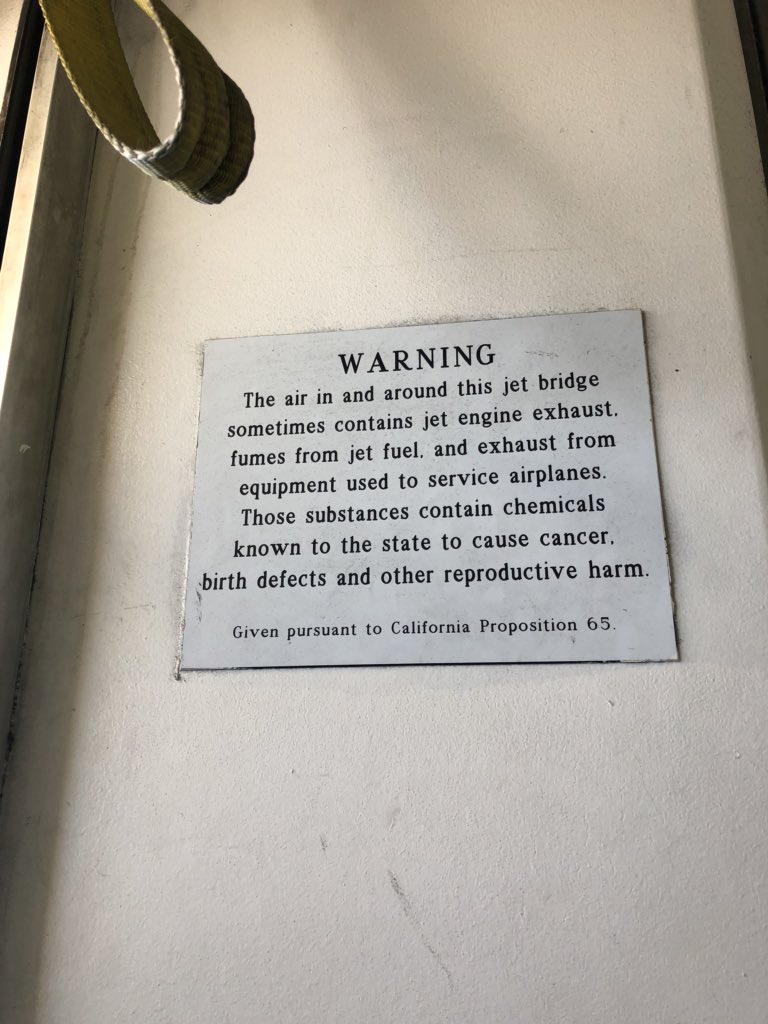 WARNING
The air in and around this jet bridge
sometimes contains jet engine exhaust,
fumes from jet fuel, and exhaust from
equipment used to service airplanes.
Those substances contain chemicals
known to the state to cause cancer,
birth defects and other reproductive harm.
Given pursuant to California Proposition 65.